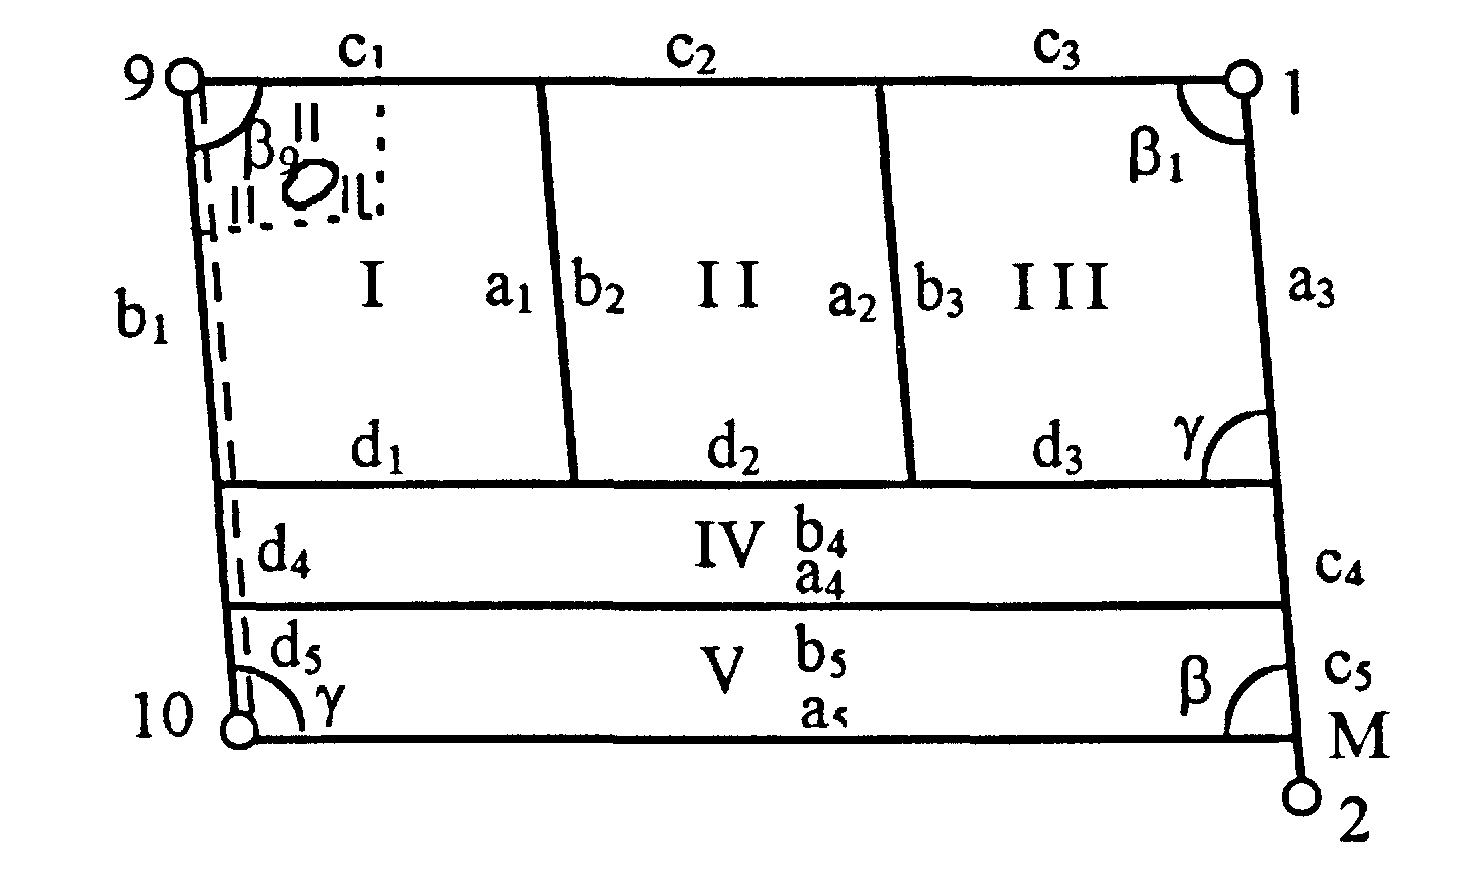 c₁ c₂ c₃
9 1
β₉ β₁
I a₁ b₂ II a₂ b₃ III a₃
b₁
d₁ d₂ d₃ γ
d₄ IV b₄ c₄
a₄
d₅ V b₅ β c₅
10 γ a₅ M
2